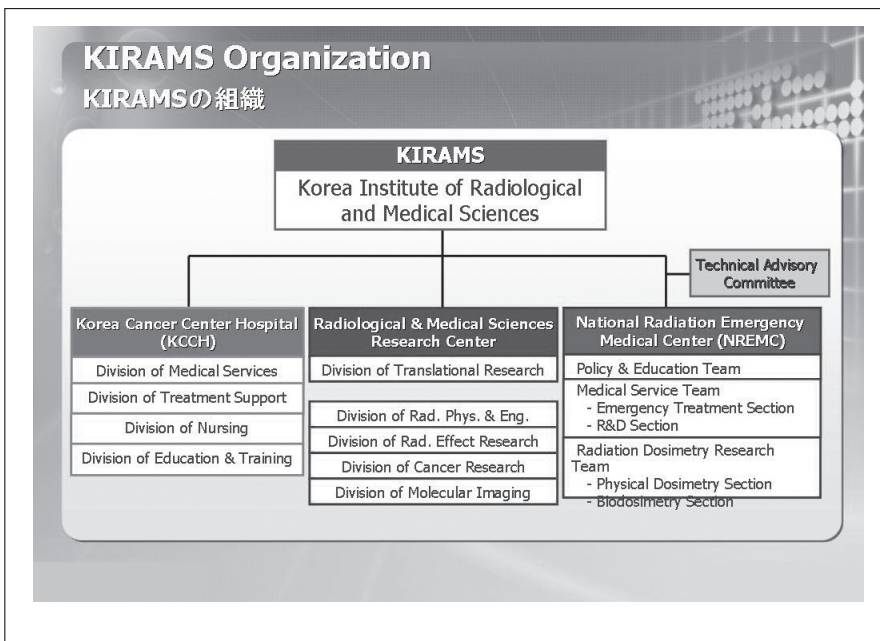 KIRAMS Organization
KIRAMSの組織
KIRAMS
Korea Institute of Radiological
and Medical Sciences
Technical Advisory
Committee
Korea Cancer Center Hospital
(KCCH)
Division of Medical Services
Division of Treatment Support
Division of Nursing
Division of Education & Training
Radiological & Medical Sciences
Research Center
Division of Translational Research
Division of Rad. Phys. & Eng.
Division of Rad. Effect Research
Division of Cancer Research
Division of Molecular Imaging
National Radiation Emergency
Medical Center (NREMC)
Policy & Education Team
Medical Service Team
- Emergency Treatment Section
- R&D Section
Radiation Dosimetry Research
Team
- Physical Dosimetry Section
- Biodosimetry Section